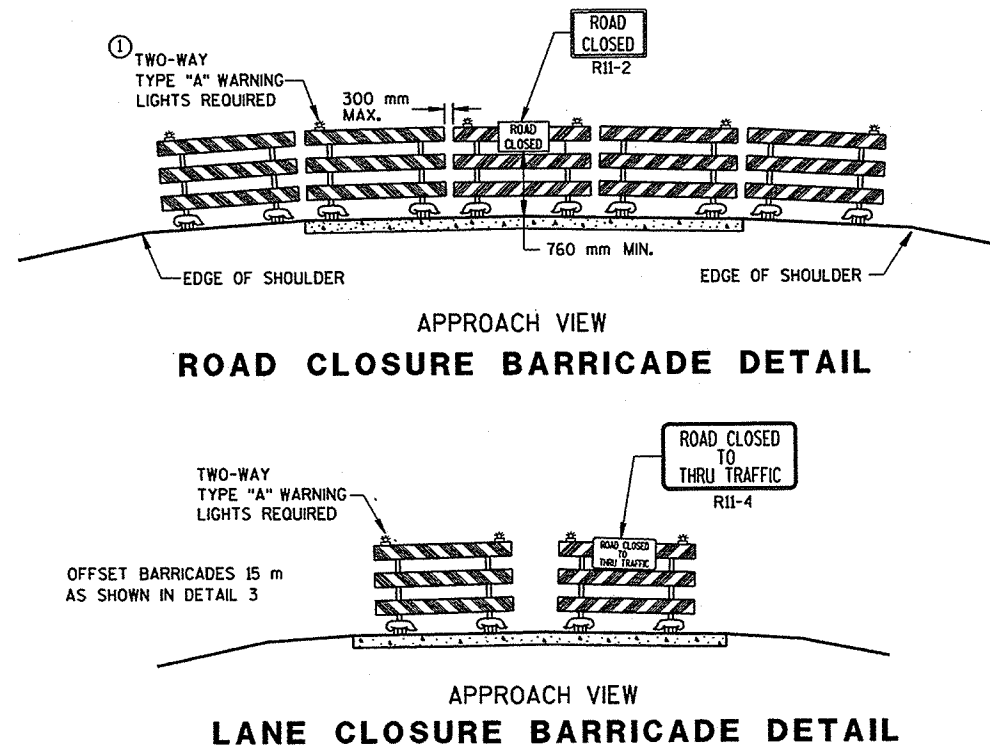 ①
TWO-WAY
TYPE "A" WARNING
LIGHTS REQUIRED
300 mm
MAX.
ROAD
CLOSED
R11-2
ROAD
CLOSED
760 mm MIN.
EDGE OF SHOULDER
EDGE OF SHOULDER
APPROACH VIEW
ROAD CLOSURE BARRICADE DETAIL
TWO-WAY
TYPE "A" WARNING
LIGHTS REQUIRED
ROAD CLOSED
TO
THRU TRAFFIC
R11-4
ROAD CLOSED
TO
THRU TRAFFIC
OFFSET BARRICADES 15 m
AS SHOWN IN DETAIL 3
APPROACH VIEW
LANE CLOSURE BARRICADE DETAIL